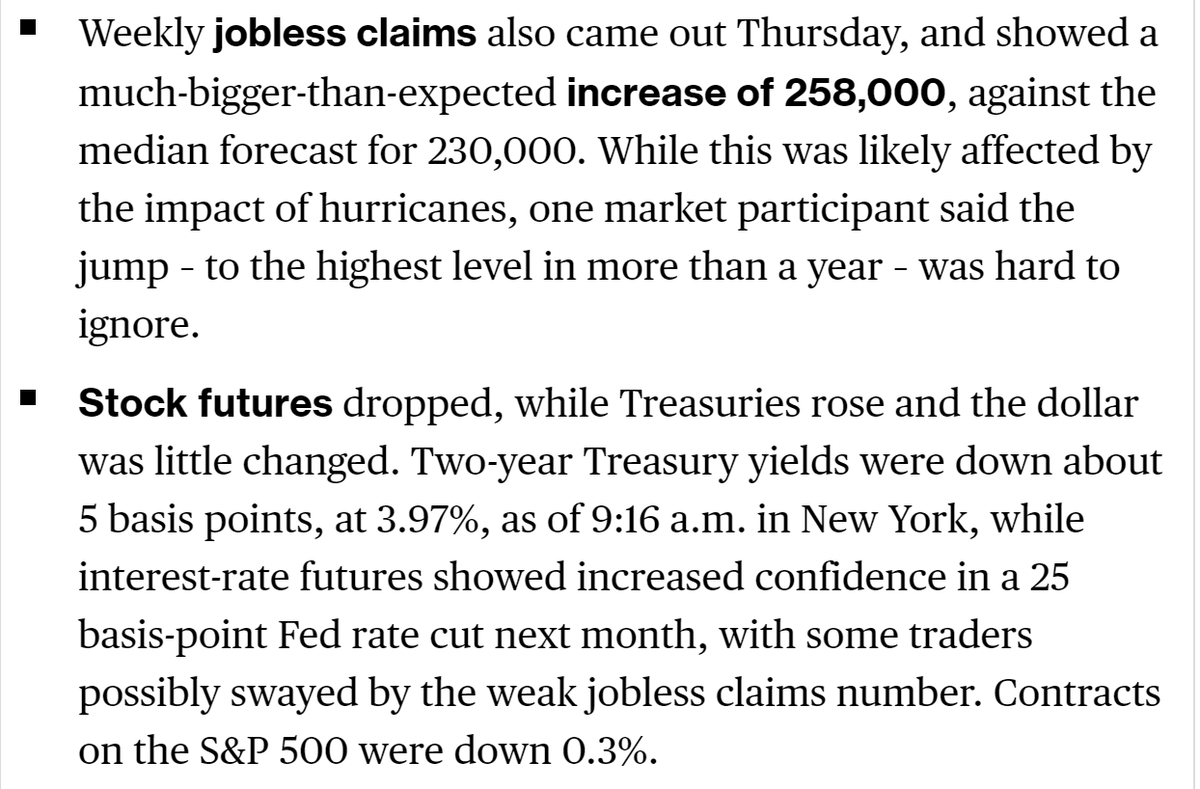 ▪ Weekly jobless claims also came out Thursday, and showed a
much-bigger-than-expected increase of 258,000, against the
median forecast for 230,000. While this was likely affected by
the impact of hurricanes, one market participant said the
jump - to the highest level in more than a year - was hard to
ignore.
▪ Stock futures dropped, while Treasuries rose and the dollar
was little changed. Two-year Treasury yields were down about
5 basis points, at 3.97%, as of 9:16 a.m. in New York, while
interest-rate futures showed increased confidence in a 25
basis-point Fed rate cut next month, with some traders
possibly swayed by the weak jobless claims number. Contracts
on the S&P 500 were down 0.3%.